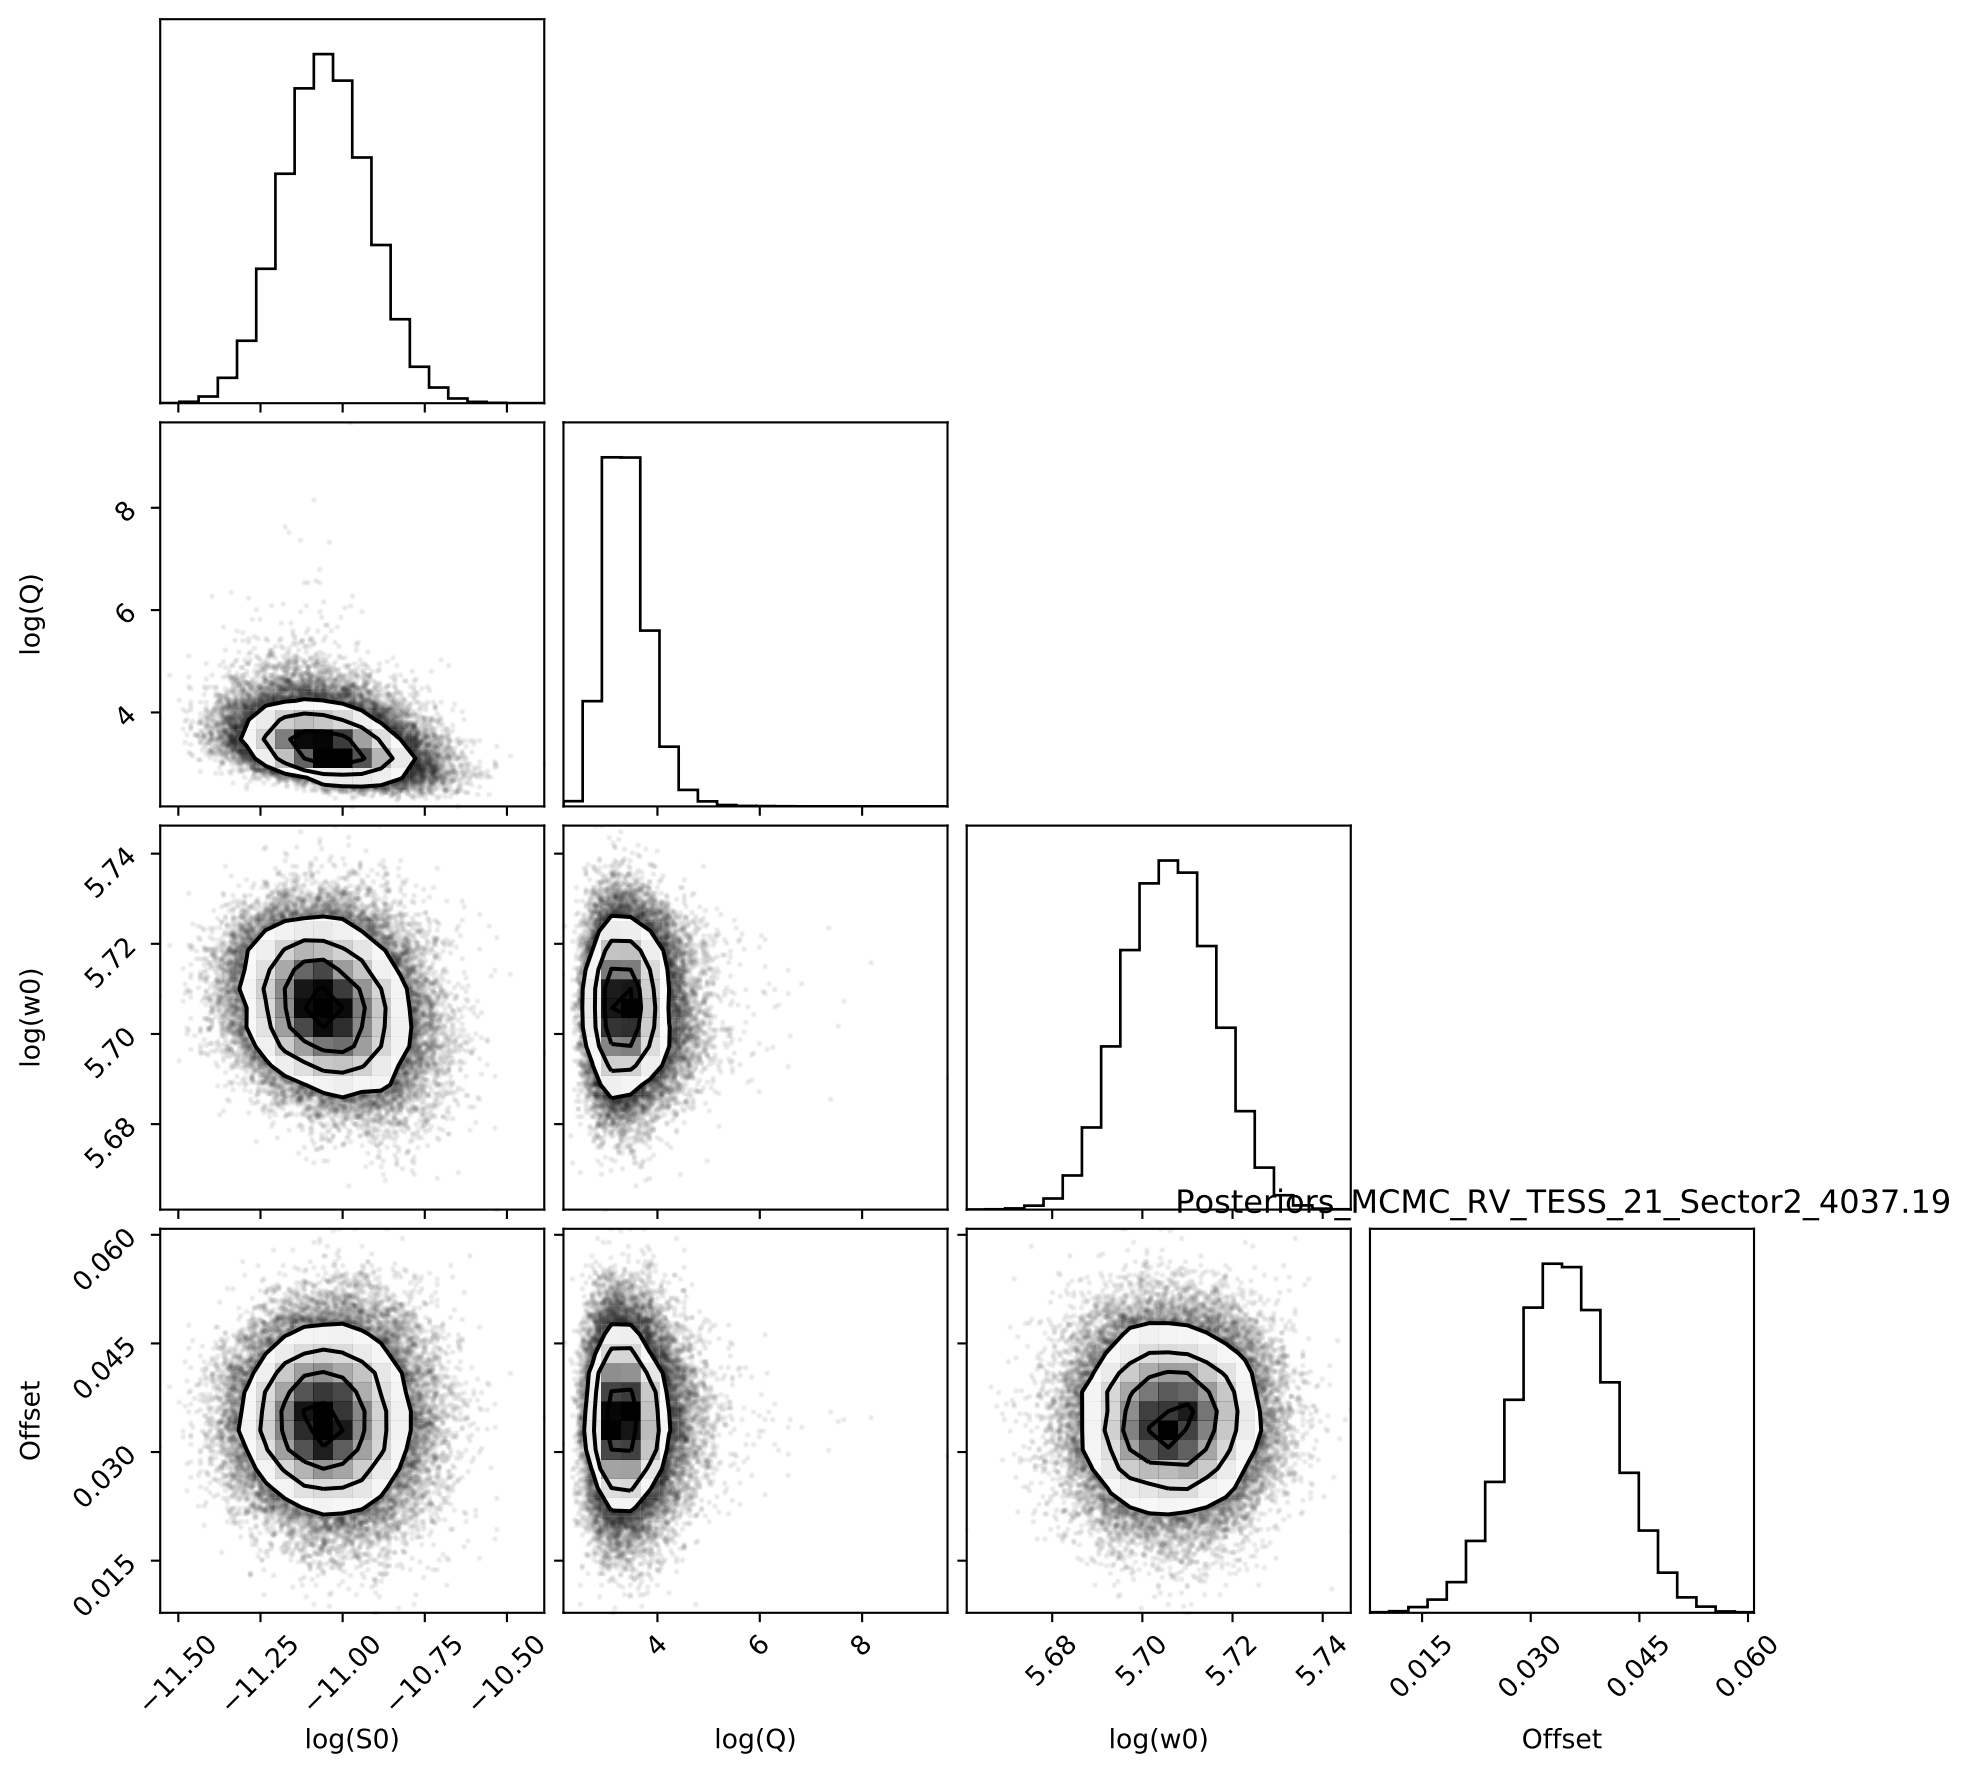 log(Q)
8
6
4
log(w0)
5.74
5.72
5.70
5.68
Posteriors_MCMC_RV_TESS_21_Sector2_4037.19
Offset
0.060
0.045
0.030
0.015
−11.50 −11.25 −11.00 −10.75 −10.50 4 6 8 5.68 5.70 5.72 5.74 0.015 0.030 0.045 0.060
log(S0) log(Q) log(w0) Offset